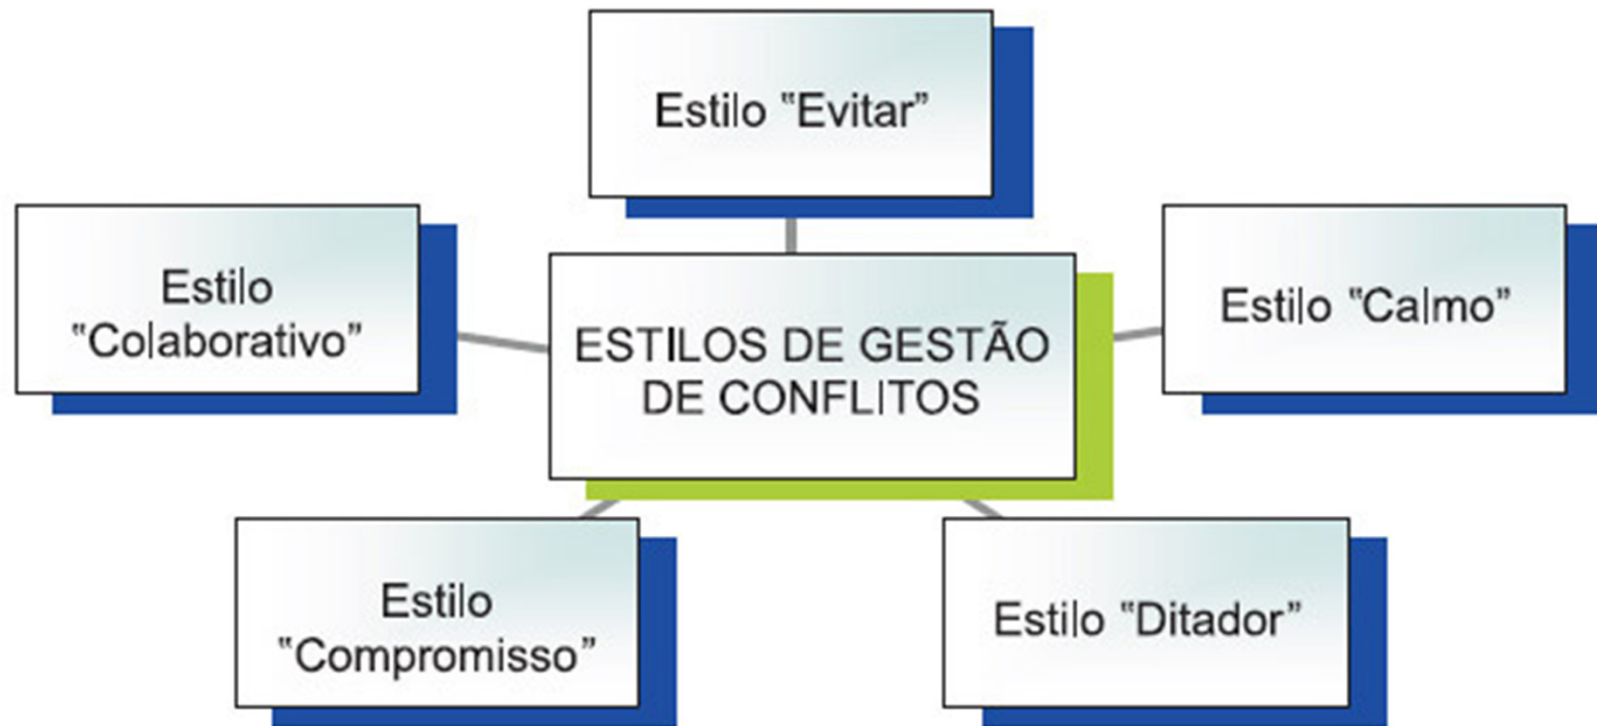 Estilo “Evitar”
Estilo
“Colaborativo”
ESTILOS DE GESTÃO
DE CONFLITOS
Estilo “Calmo”
Estilo
“Compromisso”
Estilo “Ditador”